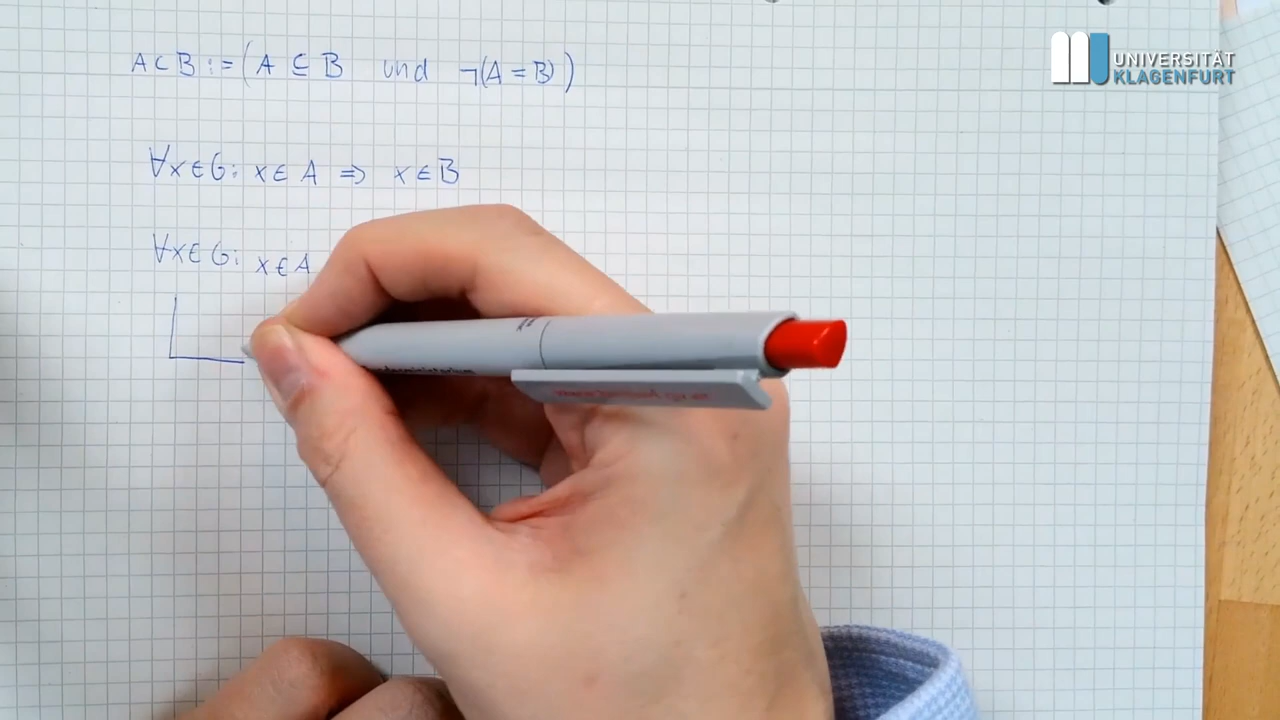 A ⊂ B := (A ⊆ B und ¬(A = B))
UNIVERSITÄT
KLAGENFURT
∀x∈G: x ∈ A ⇒ x ∈ B
∀x∈G: x ∈ A